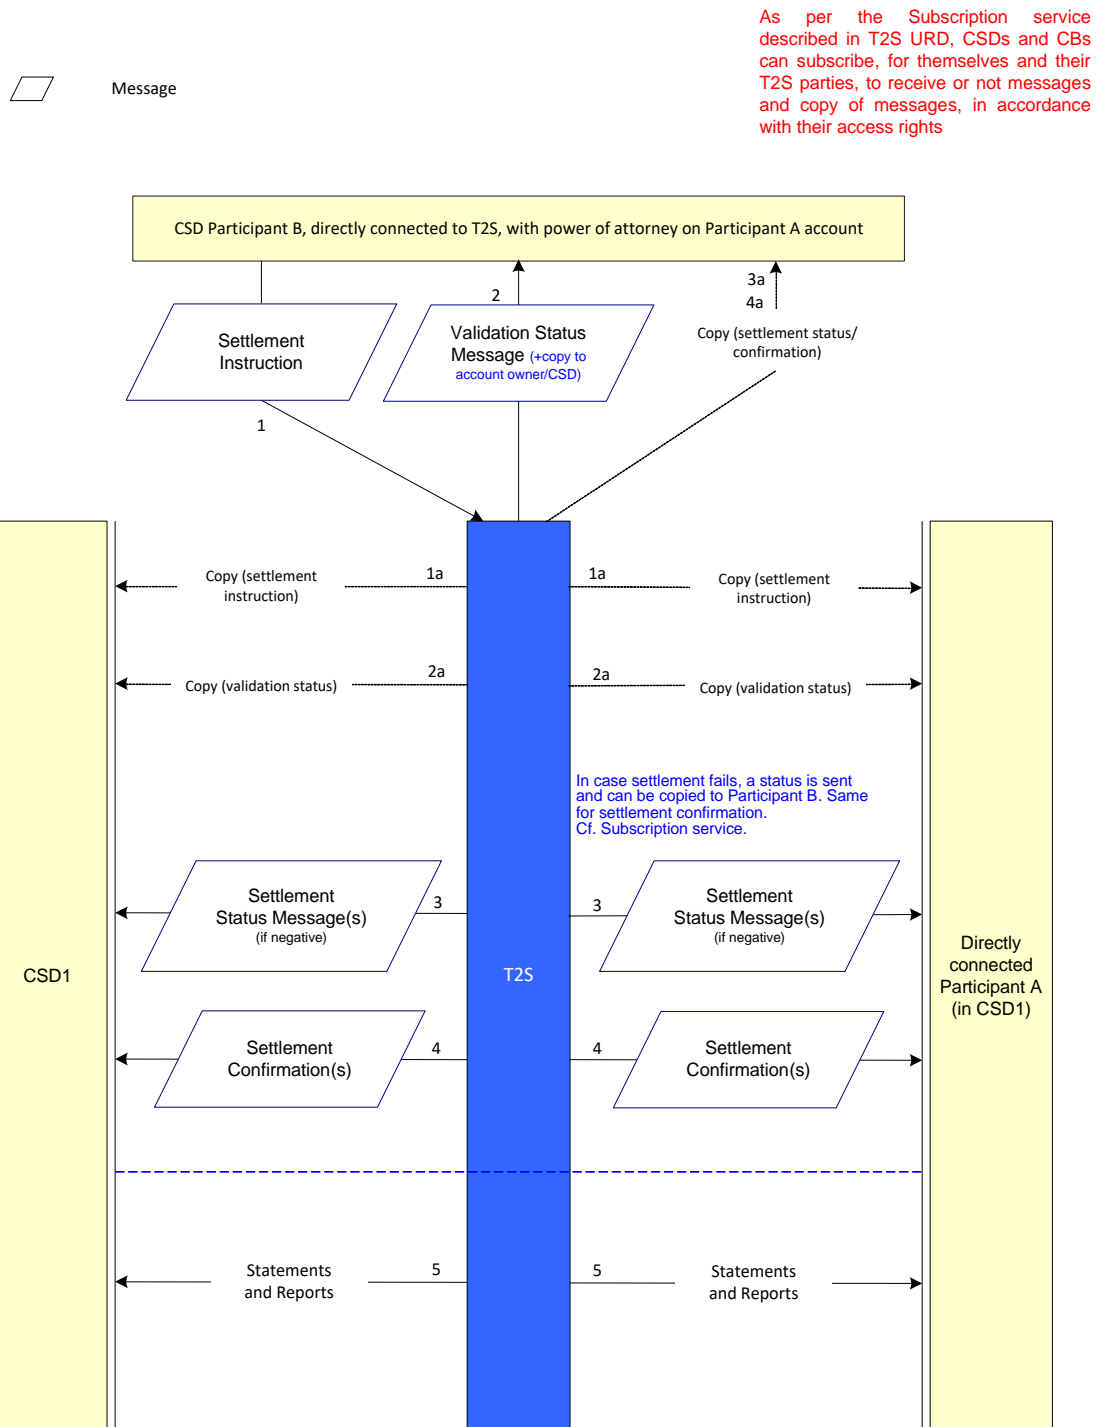 As per the Subscription service
described in T2S URD, CSDs and CBs
can subscribe, for themselves and their
T2S parties, to receive or not messages
and copy of messages, in accordance
with their access rights
Message
CSD Participant B, directly connected to T2S, with power of attorney on Participant A account
3a
4a
2
Settlement
Instruction
Validation Status
Message (+copy to
account owner/CSD)
Copy (settlement status/
confirmation)
1
Copy (settlement
instruction)
1a
1a
Copy (settlement
instruction)
Copy (validation status)
2a
2a
Copy (validation status)
In case settlement fails, a status is sent
and can be copied to Participant B. Same
for settlement confirmation.
Cf. Subscription service.
Settlement
Status Message(s)
(if negative)
3
3
Settlement
Status Message(s)
(if negative)
CSD1
T2S
Directly
connected
Participant A
(in CSD1)
Settlement
Confirmation(s)
4
4
Settlement
Confirmation(s)
Statements
and Reports
5
5
Statements
and Reports